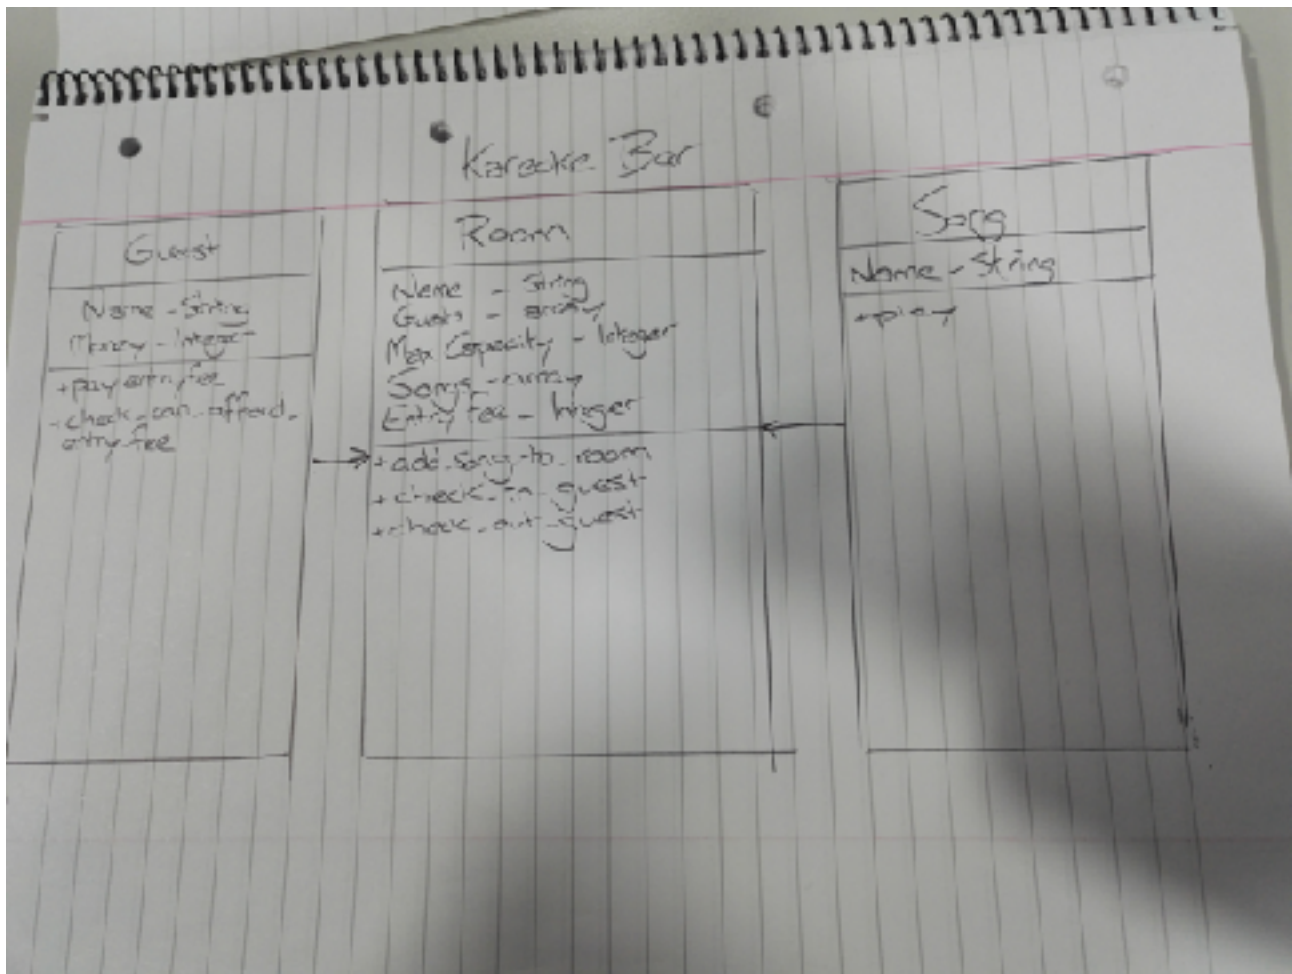 Karaoke Bar
Guest
Name - String
Money - Integer
+ pay entry fee
+ check_can_afford_
entry_fee
Room
Name - String
Guests - array
Max Capacity - Integer
Songs - array
Entry fee - Integer
+ add_song_to_room
+ check_in_guest
+ check_out_guest
Song
Name - String
+ play